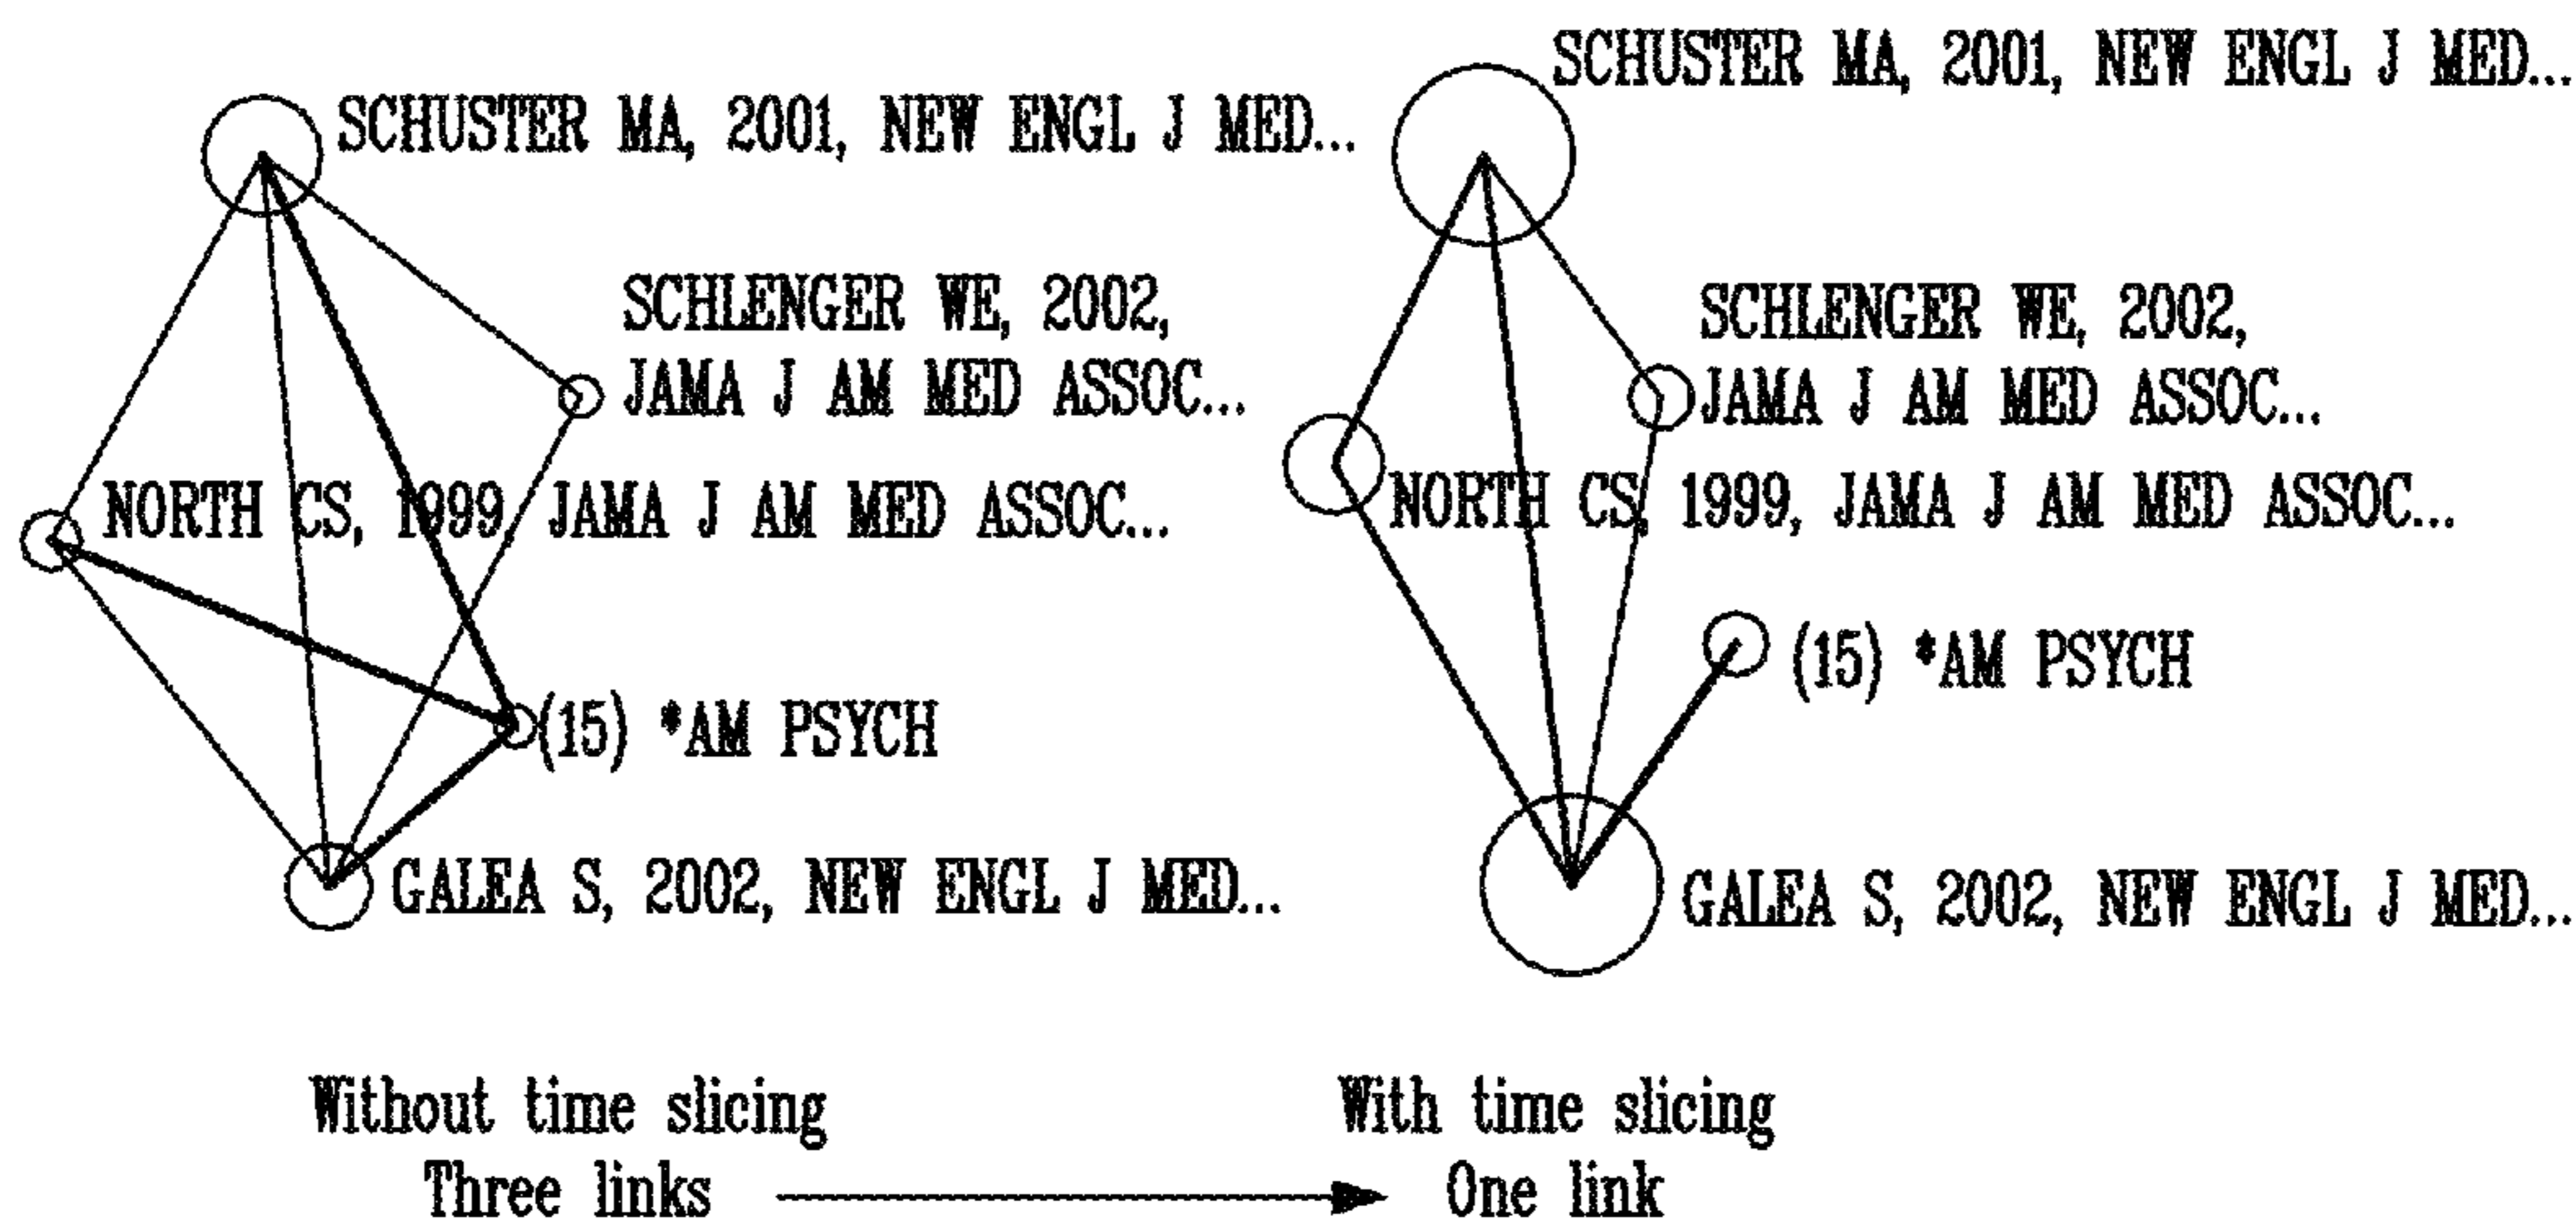 SCHUSTER MA, 2001, NEW ENGL J MED...
SCHLENGER WE, 2002,
JAMA J AM MED ASSOC...
NORTH CS, 1999, JAMA J AM MED ASSOC...
(15) *AM PSYCH
GALEA S, 2002, NEW ENGL J MED...
Without time slicing
Three links
SCHUSTER MA, 2001, NEW ENGL J MED...
SCHLENGER WE, 2002,
JAMA J AM MED ASSOC...
NORTH CS, 1999, JAMA J AM MED ASSOC...
(15) *AM PSYCH
GALEA S, 2002, NEW ENGL J MED...
With time slicing
One link